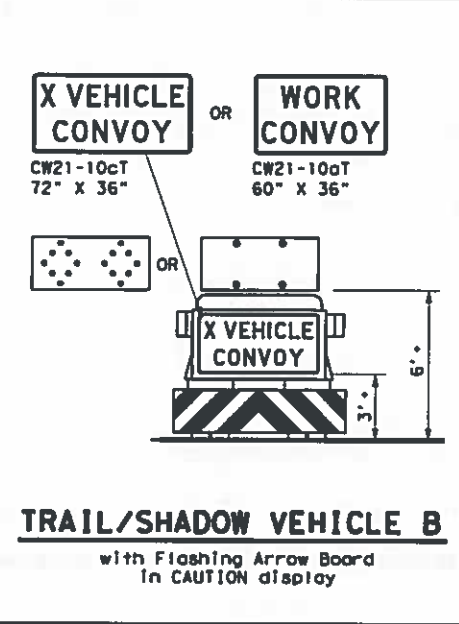 X VEHICLE
CONVOY
OR
WORK
CONVOY
CW21-10cT
72" X 36"
CW21-10aT
60" X 36"
OR
X VEHICLE
CONVOY
6'+
3'+
TRAIL/SHADOW VEHICLE B
with Flashing Arrow Board
in CAUTION display